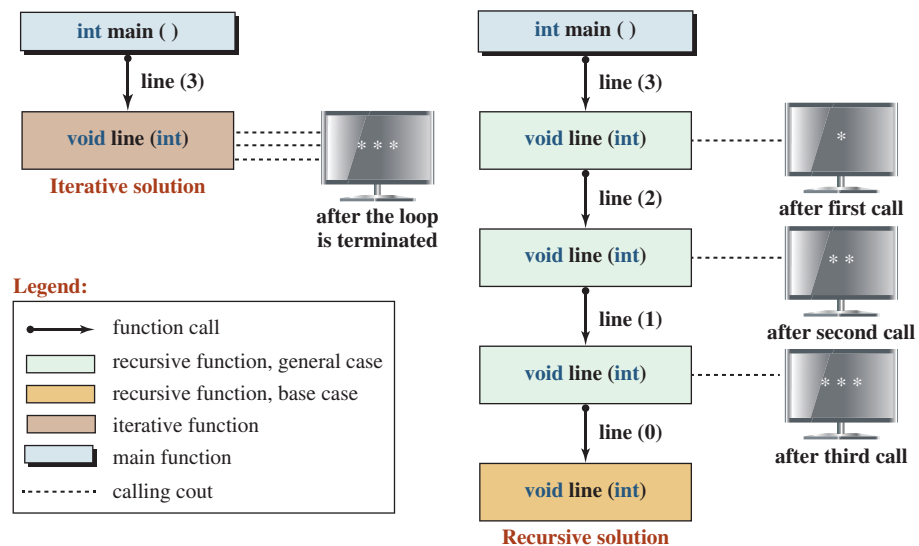 int main ( )
line (3)
void line (int)
* * *
Iterative solution
after the loop
is terminated
Legend:
function call
recursive function, general case
recursive function, base case
iterative function
main function
calling cout
int main ( )
line (3)
void line (int)
*
after first call
line (2)
void line (int)
* *
after second call
line (1)
void line (int)
* * *
after third call
line (0)
void line (int)
Recursive solution